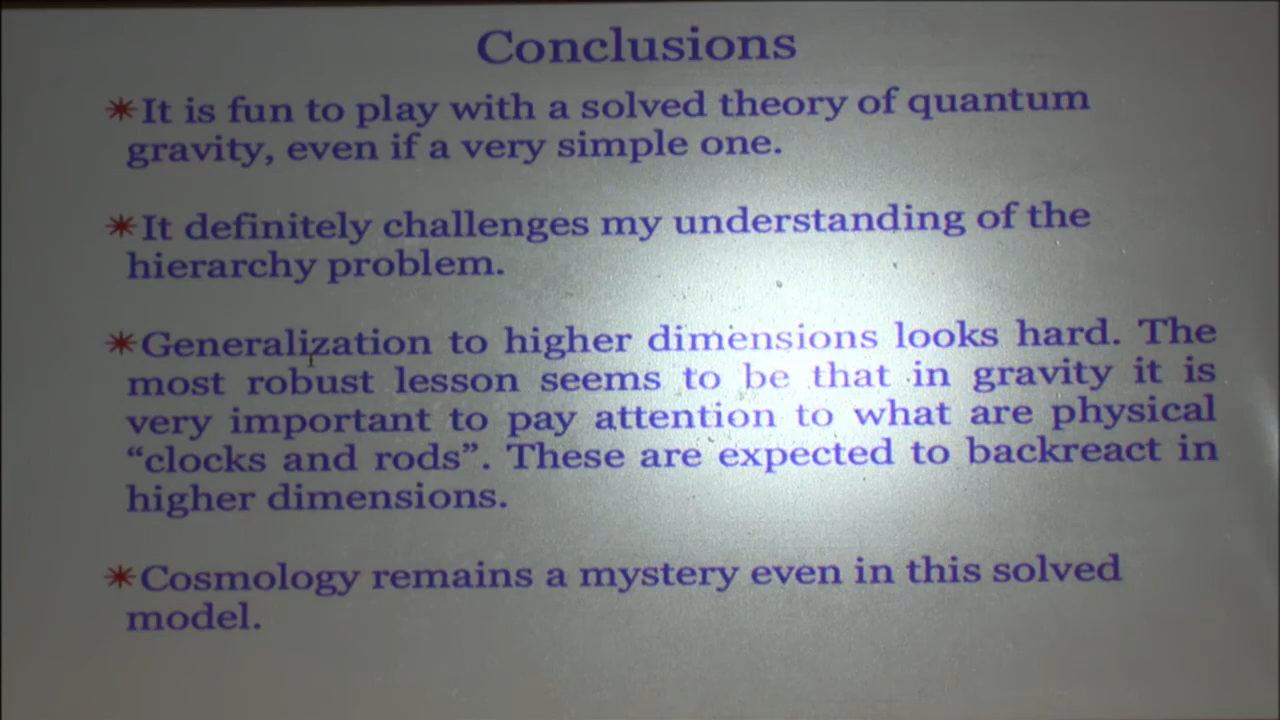 Conclusions
✴It is fun to play with a solved theory of quantum
gravity, even if a very simple one.
✴It definitely challenges my understanding of the
hierarchy problem.
✴Generalization to higher dimensions looks hard. The
most robust lesson seems to be that in gravity it is
very important to pay attention to what are physical
“clocks and rods”. These are expected to backreact in
higher dimensions.
✴Cosmology remains a mystery even in this solved
model.